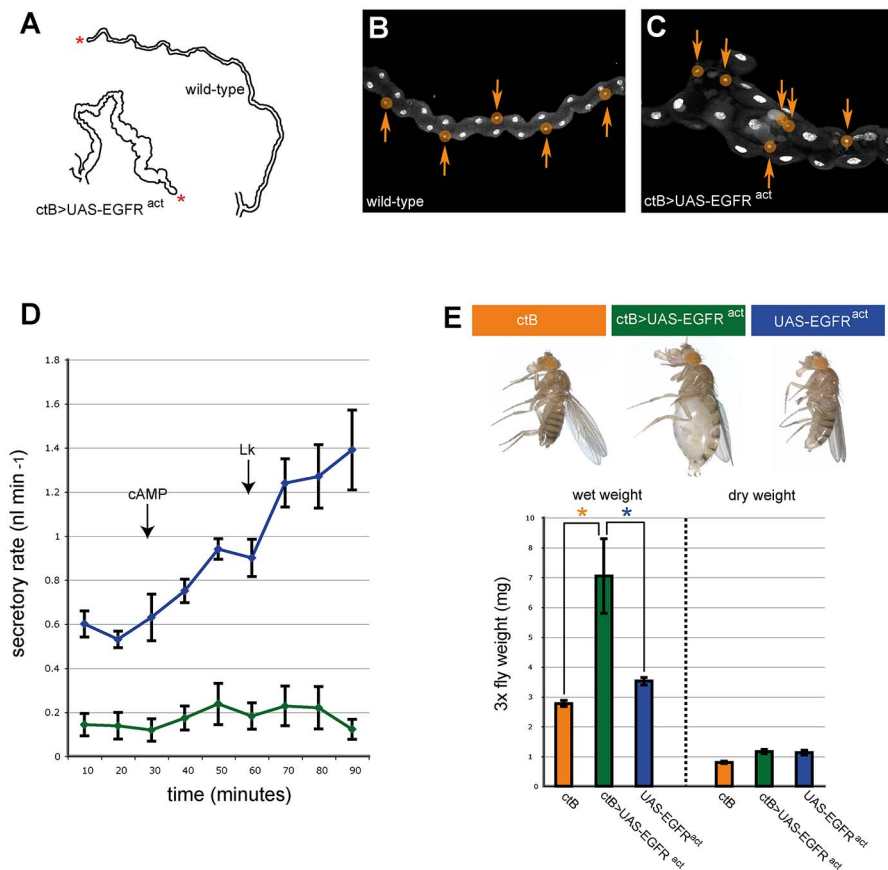 A
*
wild-type
*
ctB>UAS-EGFR act
B
wild-type
C
ctB>UAS-EGFR act
D
1.8
1.6
1.4
1.2
1
0.8
0.6
0.4
0.2
0
secretory rate (nl min -1)
cAMP
Lk
10 20 30 40 50 60 70 80 90
time (minutes)
E
ctB
ctB>UAS-EGFR act
UAS-EGFR act
wet weight
dry weight
* *
10
9
8
7
6
5
4
3
2
1
0
3x fly weight (mg)
ctB
ctB>UAS-EGFR act
UAS-EGFR act
ctB
ctB>UAS-EGFR act
UAS-EGFR act